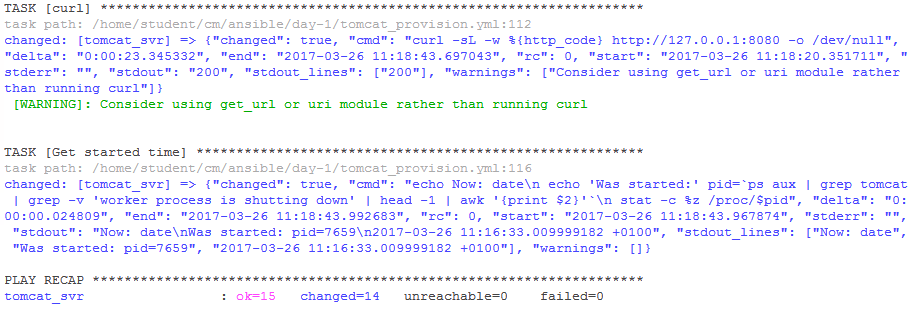 TASK [curl] ********************************************************************
task path: /home/student/cm/ansible/day-1/tomcat_provision.yml:112
changed: [tomcat_svr] => {"changed": true, "cmd": "curl -sL -w %{http_code} http://127.0.0.1:8080 -o /dev/null",
"delta": "0:00:23.345332", "end": "2017-03-26 11:18:43.697043", "rc": 0, "start": "2017-03-26 11:18:20.351711", "
stderr": "", "stdout": "200", "stdout_lines": ["200"], "warnings": ["Consider using get_url or uri module rather
than running curl"]}
[WARNING]: Consider using get_url or uri module rather than running curl
TASK [Get started time] ********************************************************
task path: /home/student/cm/ansible/day-1/tomcat_provision.yml:116
changed: [tomcat_svr] => {"changed": true, "cmd": "echo Now: date\n echo 'Was started:' pid=`ps aux | grep tomcat
| grep -v 'worker process is shutting down' | head -1 | awk '{print $2}'`\n stat -c %z /proc/$pid", "delta": "0:
00:00.024809", "end": "2017-03-26 11:18:43.992683", "rc": 0, "start": "2017-03-26 11:18:43.967874", "stderr": "",
"stdout": "Now: date\nWas started: pid=7659\n2017-03-26 11:16:33.009999182 +0100", "stdout_lines": ["Now: date",
"Was started: pid=7659", "2017-03-26 11:16:33.009999182 +0100"], "warnings": []}
PLAY RECAP *********************************************************************
tomcat_svr : ok=15 changed=14 unreachable=0 failed=0